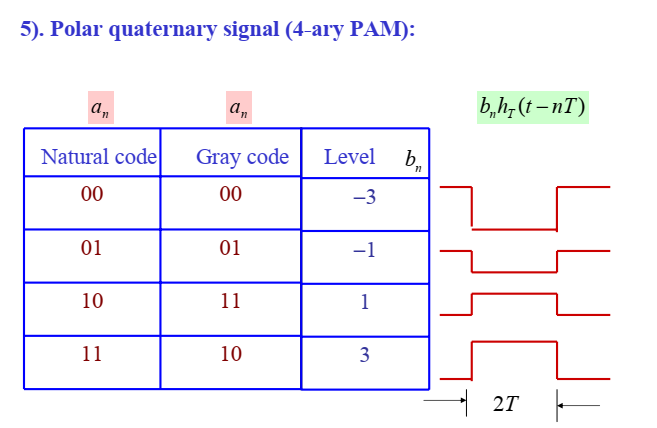 5). Polar quaternary signal (4-ary PAM):
aₙ aₙ bₙh_T(t − nT)
Natural code Gray code Level bₙ
00 00 −3
01 01 −1
10 11 1
11 10 3
2T